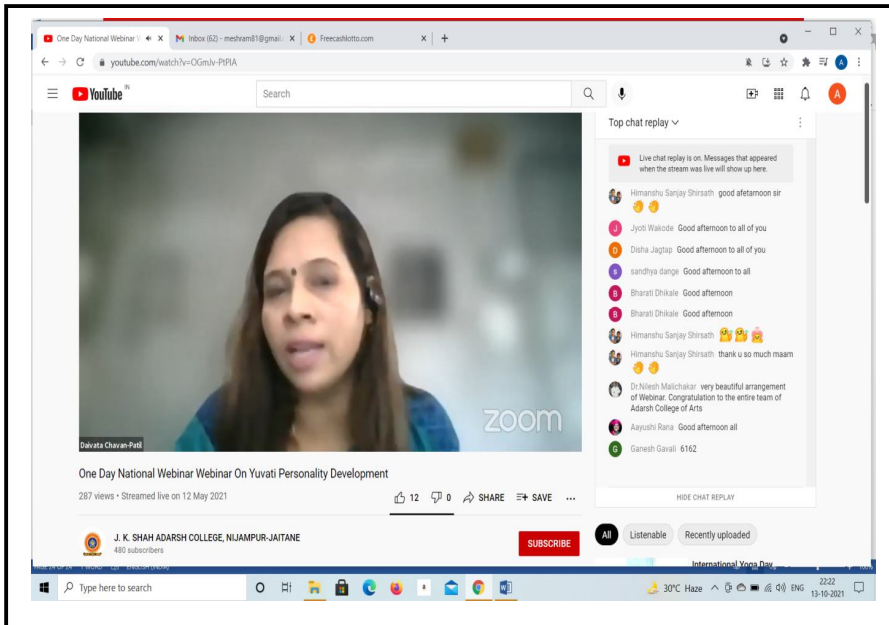 One Day National Webinar W
Inbox (62) - meshram81@gmail.
Freecashlotto.com
youtube.com/watch?v=OGmJv-PtPIA
YouTube IN
Search
A
Top chat replay
Live chat replay is on. Messages that appeared
when the stream was live will show up here.
Himanshu Sanjay Shirsath good afetarnoon sir
J Jyoti Wakode Good afternoon to all of you
D Disha Jagtap Good afternoon to all of you
s sandhya dange Good afternoon to all
B Bharati Dhikale Good afternoon
B Bharati Dhikale Good afternoon
Himanshu Sanjay Shirsath
Himanshu Sanjay Shirsath thank u so much maam
Dr.Nilesh Malichakar very beautiful arrangement
of Webinar. Congratulation to the entire team of
Adarsh College of Arts
Aayushi Rana Good afternoon all
G Ganesh Gavali 6162
HIDE CHAT REPLAY
zoom
Daivata Chavan-Patil
One Day National Webinar Webinar On Yuvati Personality Development
287 views • Streamed live on 12 May 2021
12 0 SHARE SAVE ...
J. K. SHAH ADARSH COLLEGE, NIJAMPUR-JAITANE
480 subscribers
SUBSCRIBE
All Listenable Recently uploaded
International Yoga Day
Type here to search
30°C Haze
ENG
22:22
13-10-2021